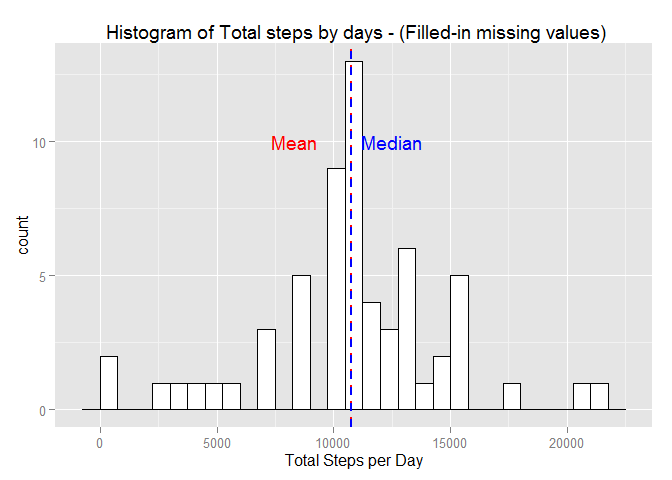 Histogram of Total steps by days - (Filled-in missing values)
10
Mean
Median
count
5
0
0 5000 10000 15000 20000
Total Steps per Day